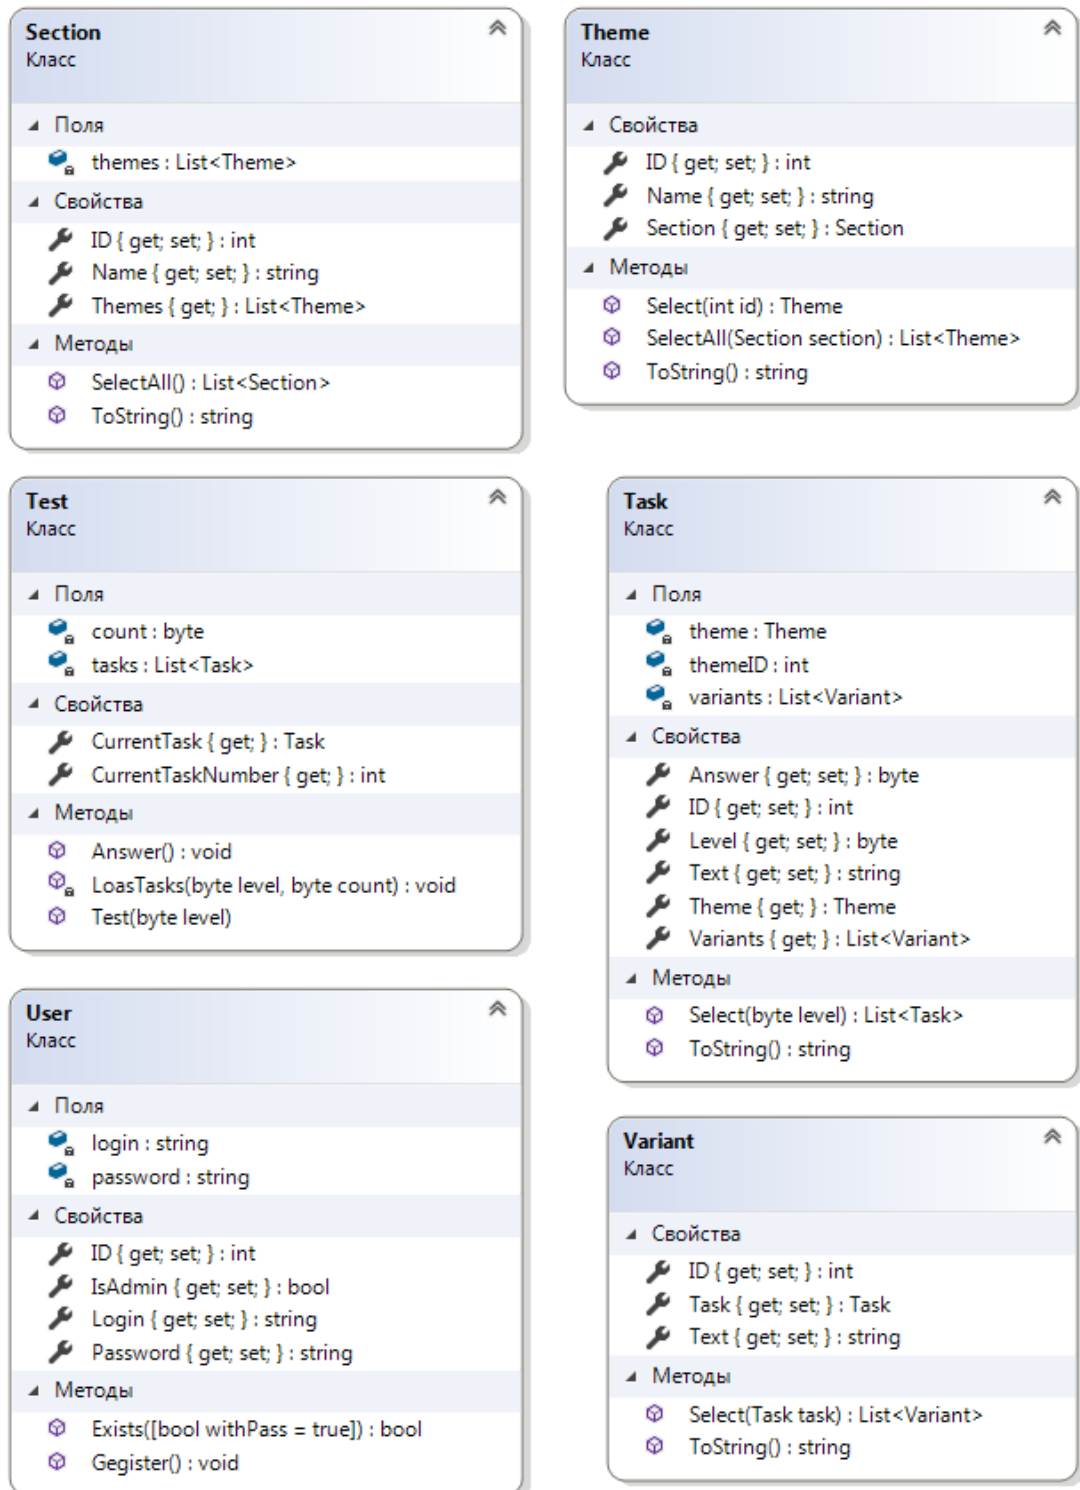 Section
Класс
Поля
themes : List<Theme>
Свойства
ID { get; set; } : int
Name { get; set; } : string
Themes { get; } : List<Theme>
Методы
SelectAll() : List<Section>
ToString() : string
Theme
Класс
Свойства
ID { get; set; } : int
Name { get; set; } : string
Section { get; set; } : Section
Методы
Select(int id) : Theme
SelectAll(Section section) : List<Theme>
ToString() : string
Test
Класс
Поля
count : byte
tasks : List<Task>
Свойства
CurrentTask { get; } : Task
CurrentTaskNumber { get; } : int
Методы
Answer() : void
LoasTasks(byte level, byte count) : void
Test(byte level)
Task
Класс
Поля
theme : Theme
themeID : int
variants : List<Variant>
Свойства
Answer { get; set; } : byte
ID { get; set; } : int
Level { get; set; } : byte
Text { get; set; } : string
Theme { get; } : Theme
Variants { get; } : List<Variant>
Методы
Select(byte level) : List<Task>
ToString() : string
User
Класс
Поля
login : string
password : string
Свойства
ID { get; set; } : int
IsAdmin { get; set; } : bool
Login { get; set; } : string
Password { get; set; } : string
Методы
Exists([bool withPass = true]) : bool
Gegister() : void
Variant
Класс
Свойства
ID { get; set; } : int
Task { get; set; } : Task
Text { get; set; } : string
Методы
Select(Task task) : List<Variant>
ToString() : string